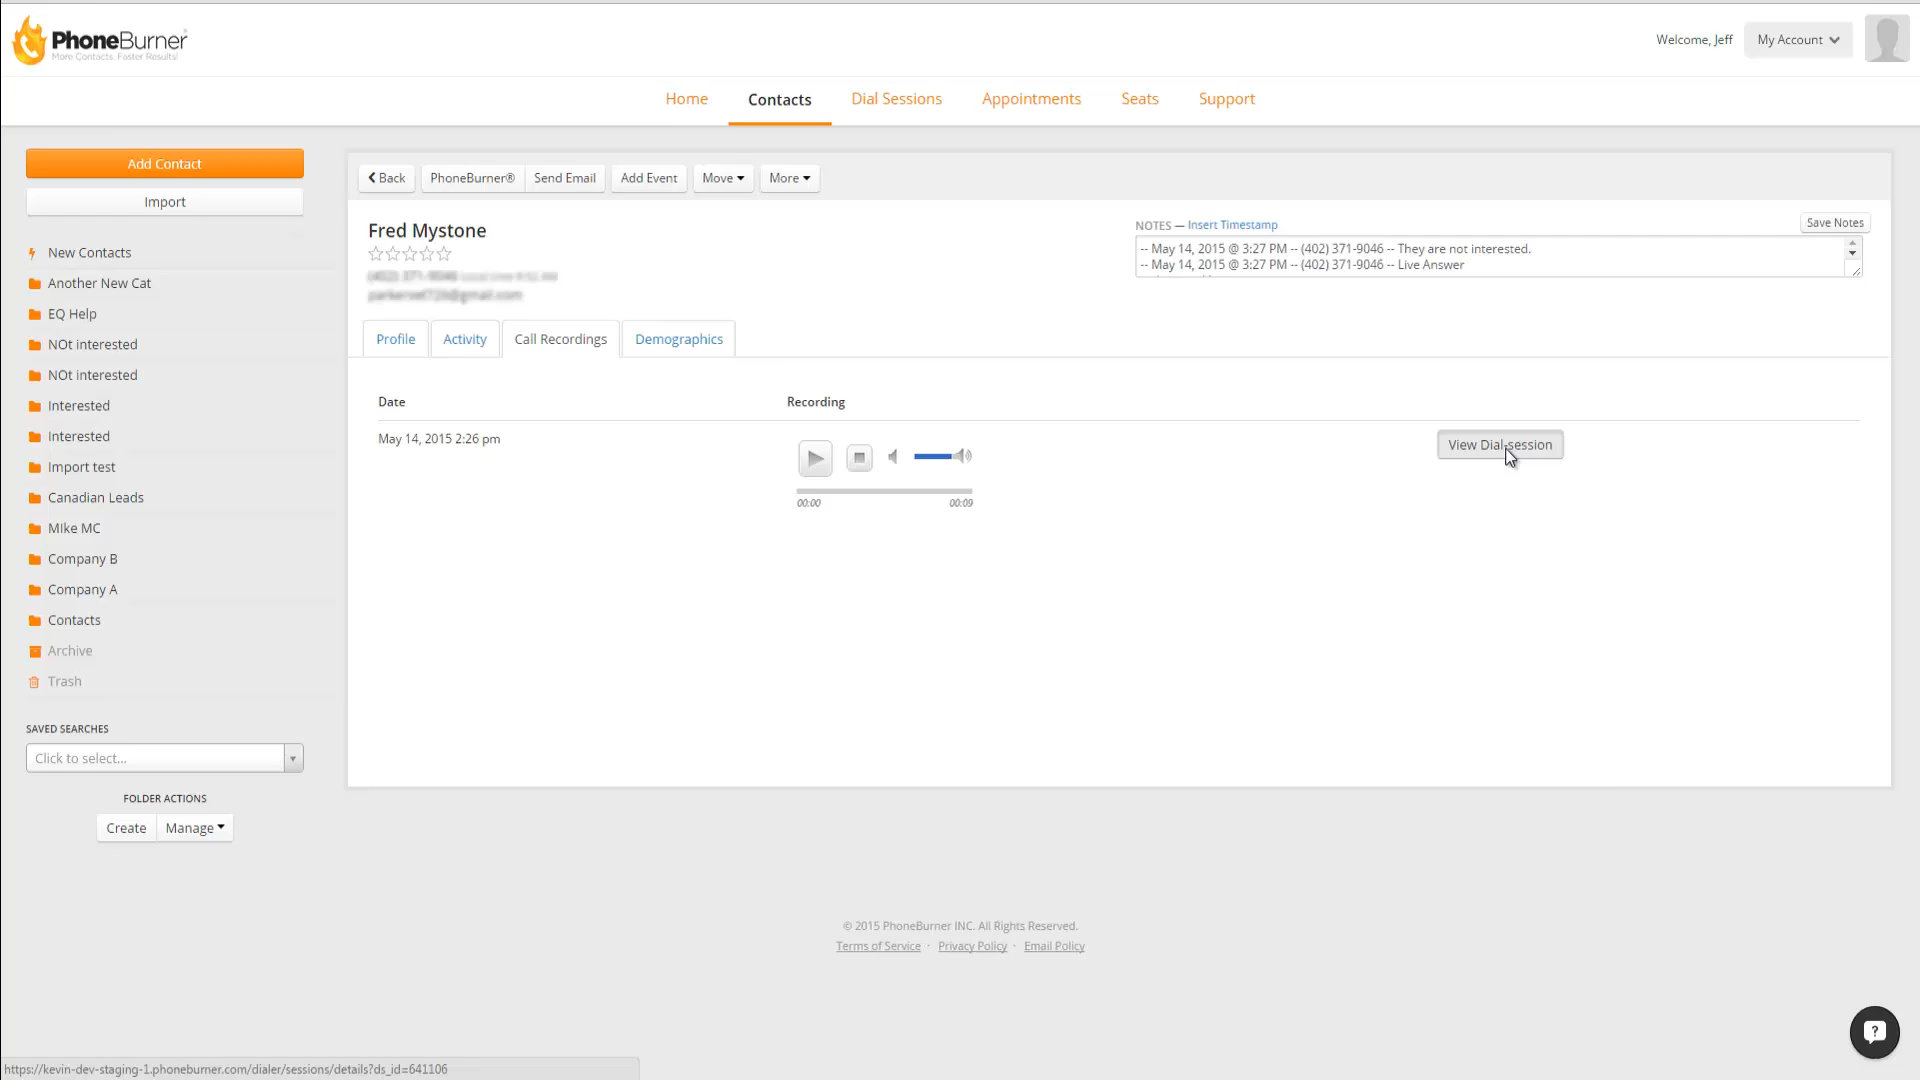 PhoneBurner
More Contacts. Faster Results!
Welcome, Jeff
My Account
Home
Contacts
Dial Sessions
Appointments
Seats
Support
Add Contact
Import
New Contacts
Another New Cat
EQ Help
NOt interested
NOt interested
Interested
Interested
Import test
Canadian Leads
MIke MC
Company B
Company A
Contacts
Archive
Trash
SAVED SEARCHES
Click to select...
FOLDER ACTIONS
Create
Manage
Back
PhoneBurner®
Send Email
Add Event
Move
More
Fred Mystone
NOTES — Insert Timestamp
Save Notes
-- May 14, 2015 @ 3:27 PM -- (402) 371-9046 -- They are not interested.
-- May 14, 2015 @ 3:27 PM -- (402) 371-9046 -- Live Answer
Profile
Activity
Call Recordings
Demographics
Date
Recording
May 14, 2015 2:26 pm
00:00
00:09
View Dial session
© 2015 PhoneBurner INC. All Rights Reserved.
Terms of Service · Privacy Policy · Email Policy
https://kevin-dev-staging-1.phoneburner.com/dialer/sessions/details?ds_id=641106